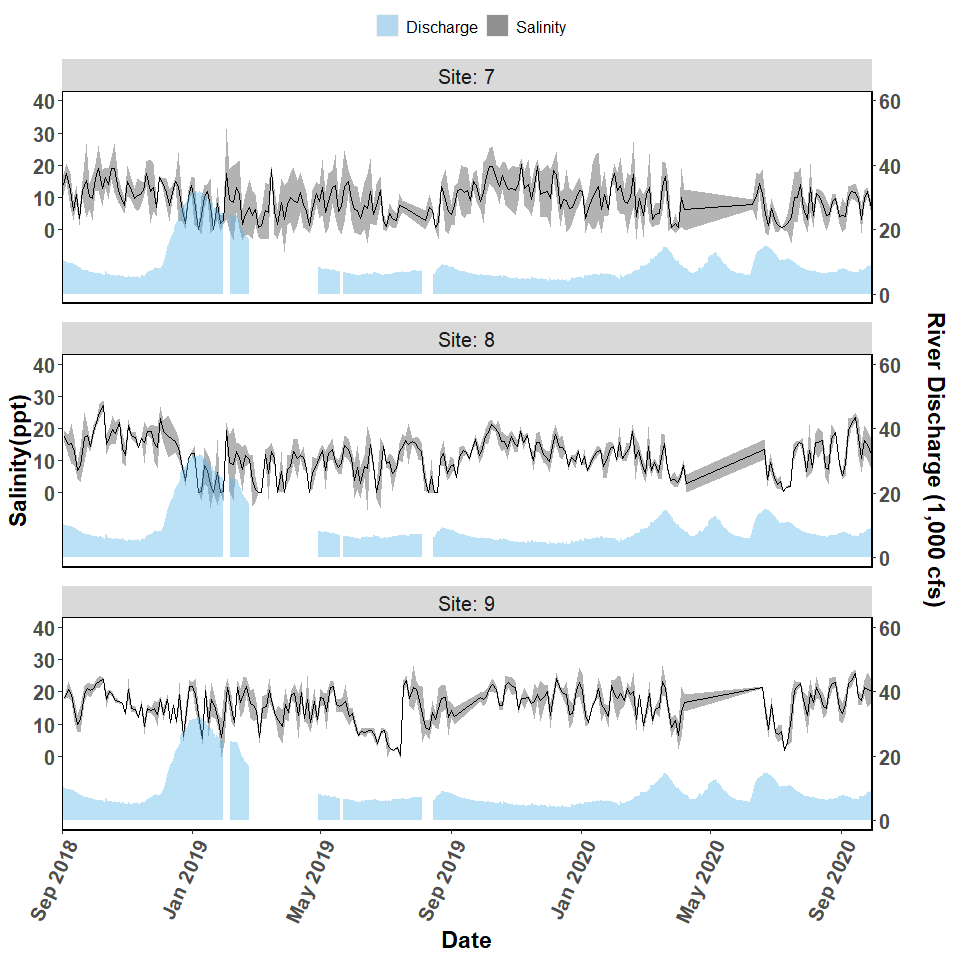 Discharge Salinity
Site: 7
40 60
30
20 40
10
0 20
0
Site: 8
40 60
30
20 40
10
0 20
0
Site: 9
40 60
30
20 40
10
0 20
0
Salinity(ppt)
River Discharge (1,000 cfs)
Sep 2018 Jan 2019 May 2019 Sep 2019 Jan 2020 May 2020 Sep 2020
Date